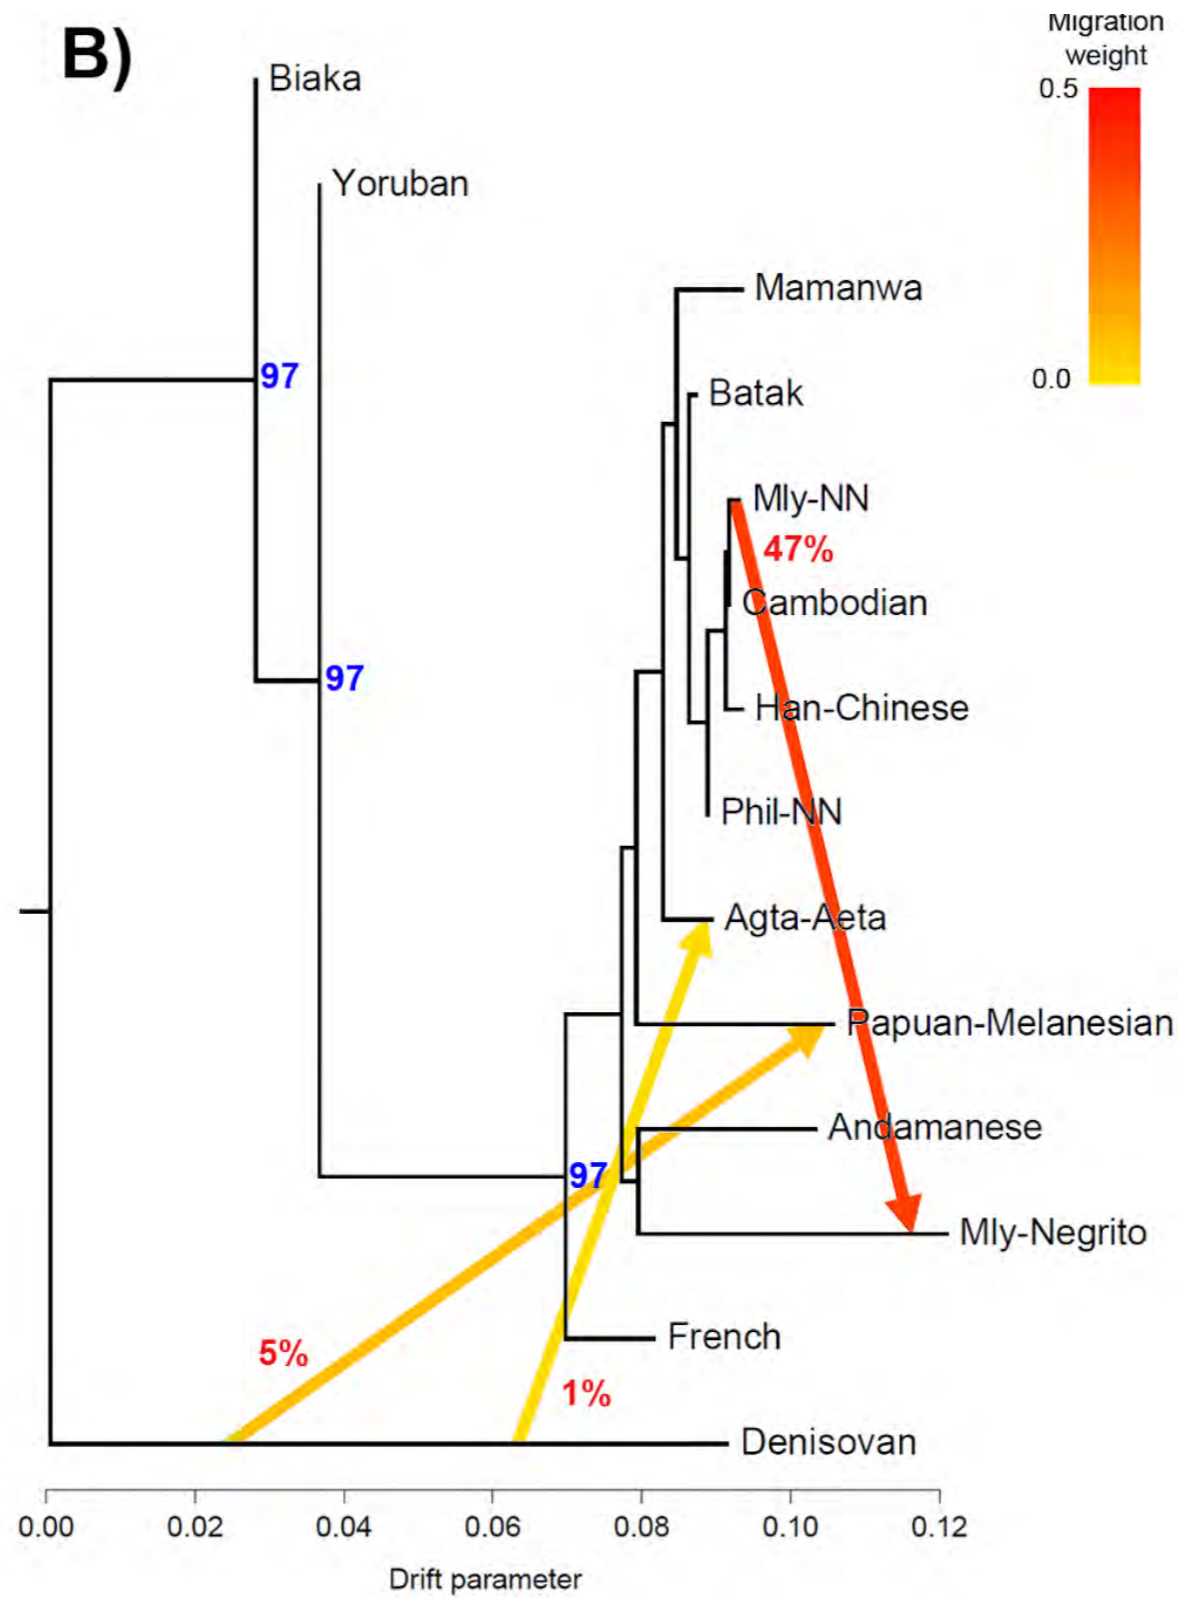 B)
Migration
weight
0.5
0.0
Biaka
Yoruban
Mamanwa
97
Batak
Mly-NN
47%
Cambodian
97
Han-Chinese
Phil-NN
Agta-Aeta
Papuan-Melanesian
Andamanese
97
Mly-Negrito
French
5%
1%
Denisovan
0.00 0.02 0.04 0.06 0.08 0.10 0.12
Drift parameter